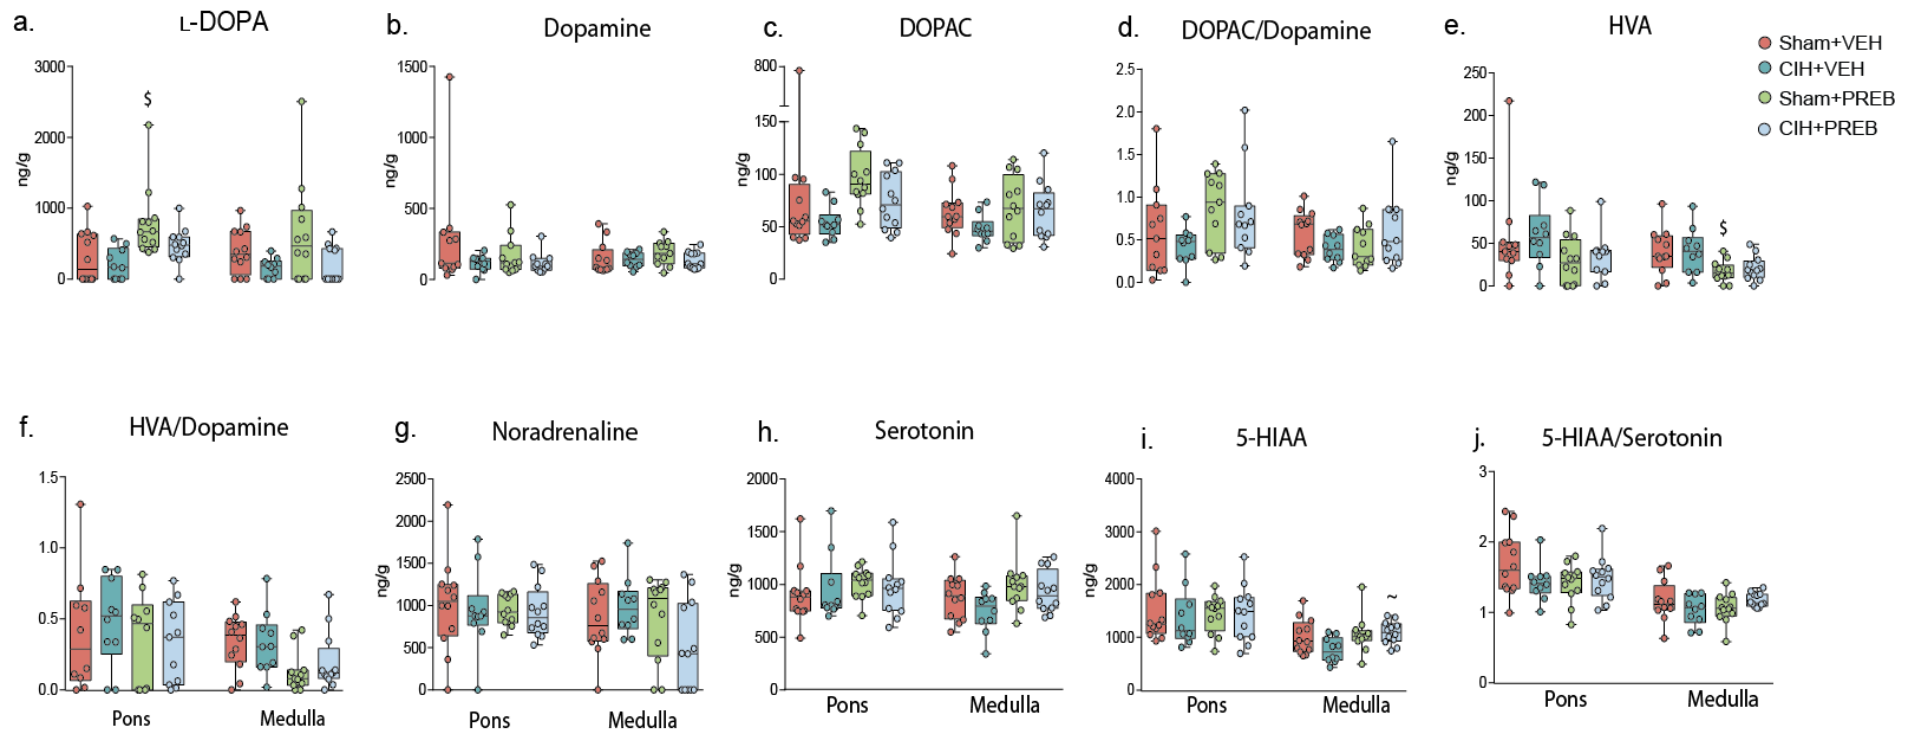 a. L-DOPA
b. Dopamine
c. DOPAC
d. DOPAC/Dopamine
e. HVA
Sham+VEH
CIH+VEH
Sham+PREB
CIH+PREB
ng/g
3000
2000
1000
0
$
ng/g
1500
1000
500
0
ng/g
800
150
100
50
0
ng/g
2.5
2.0
1.5
1.0
0.5
0.0
ng/g
250
200
150
100
50
0
$
f. HVA/Dopamine
g. Noradrenaline
h. Serotonin
i. 5-HIAA
j. 5-HIAA/Serotonin
1.5
1.0
0.5
0.0
Pons Medulla
ng/g
2500
2000
1500
1000
500
0
Pons Medulla
ng/g
2000
1500
1000
500
0
Pons Medulla
ng/g
4000
3000
2000
1000
0
~
Pons Medulla
3
2
1
0
Pons Medulla